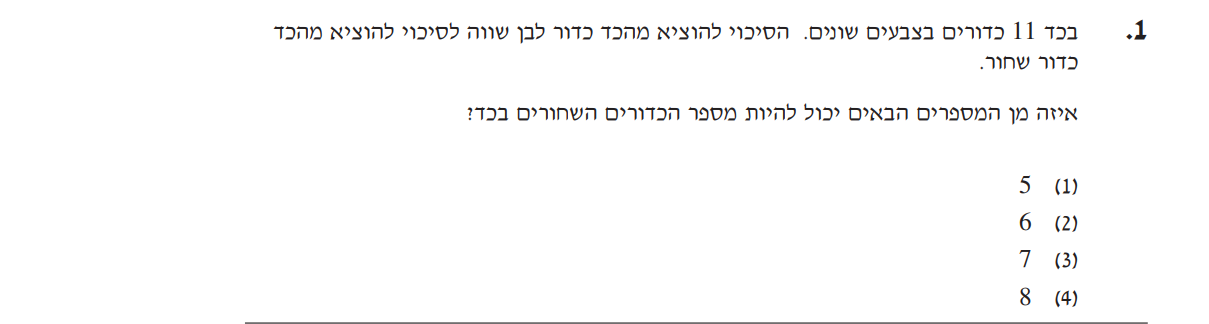 1. בכד 11 כדורים בצבעים שונים. הסיכוי להוציא מהכד כדור לבן שווה לסיכוי להוציא מהכד
כדור שחור.
איזה מן המספרים הבאים יכול להיות מספר הכדורים השחורים בכד?
(1) 5
(2) 6
(3) 7
(4) 8